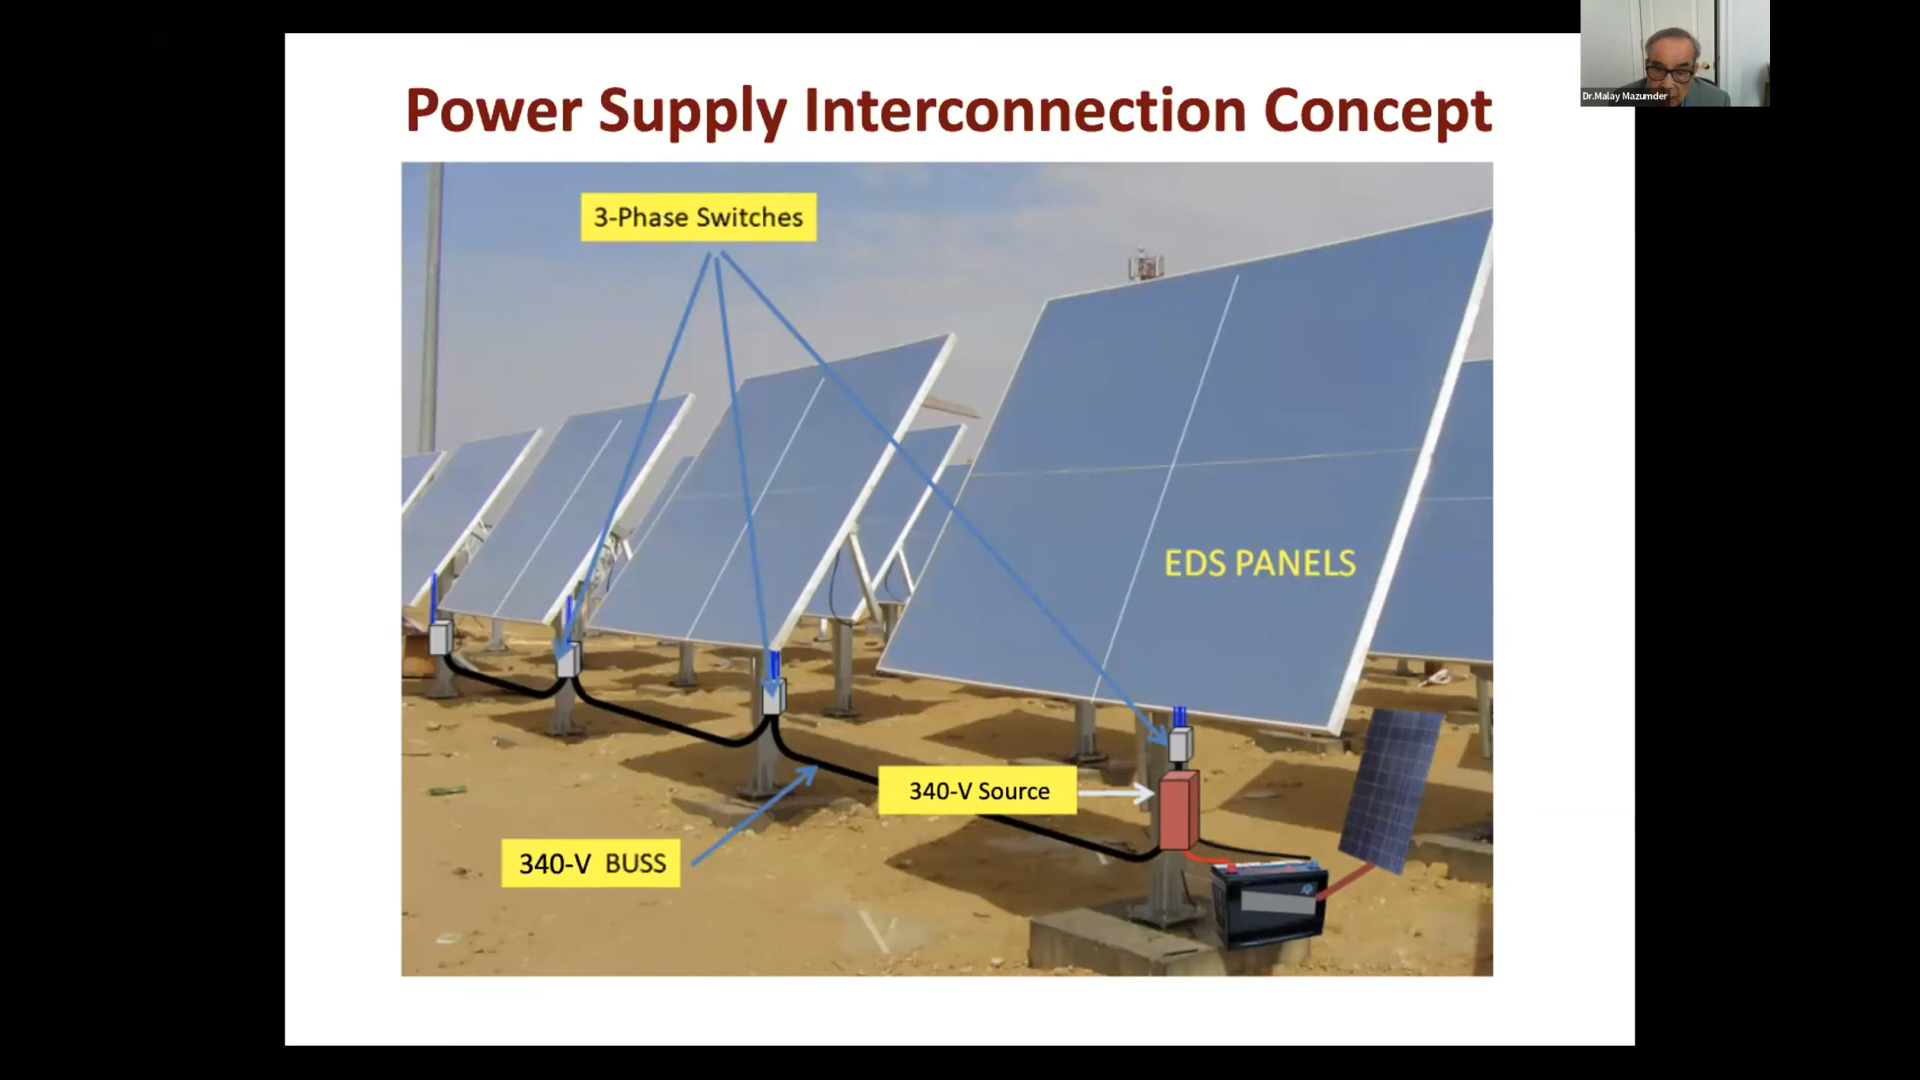 Power Supply Interconnection Concept
Dr.Malay Mazumder
3-Phase Switches
EDS PANELS
340-V Source
340-V BUSS